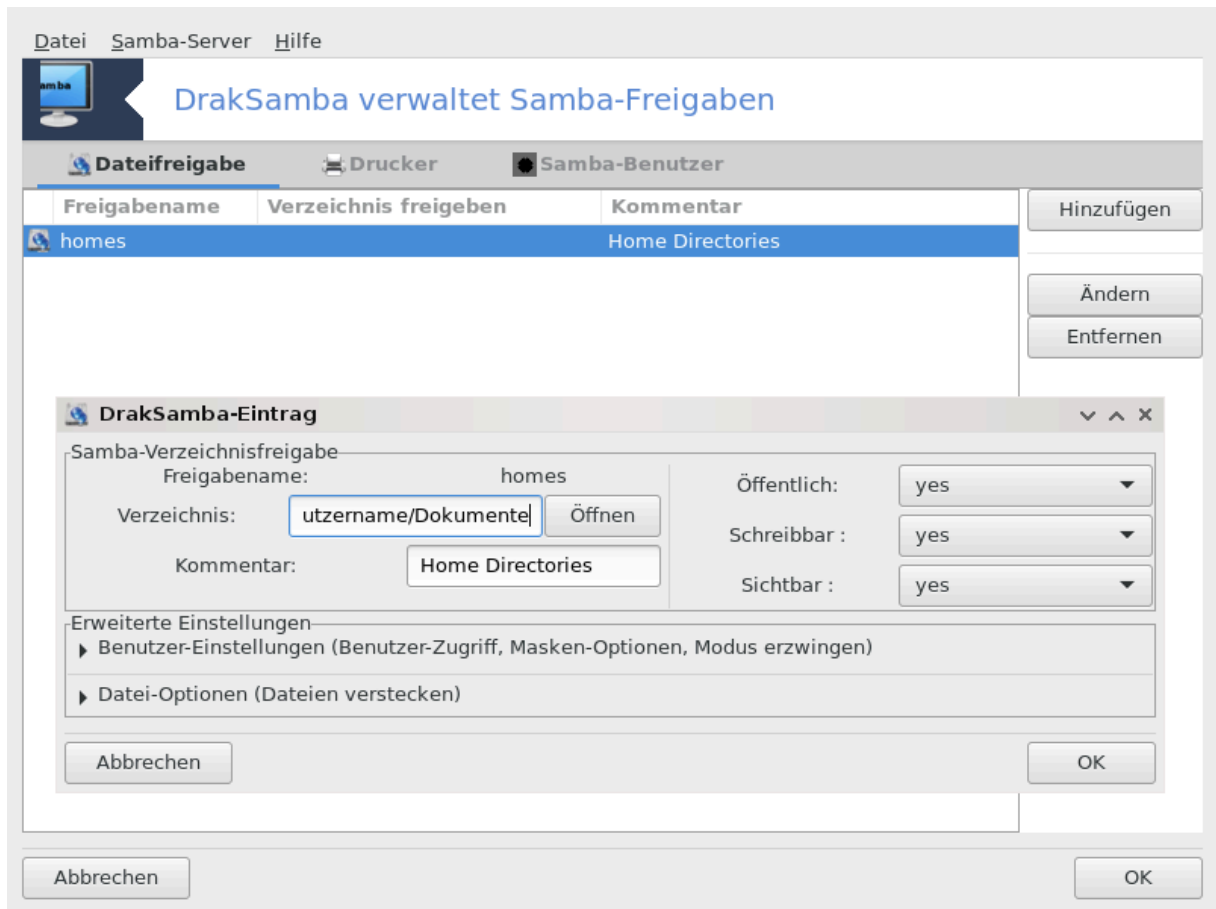 Datei Samba-Server Hilfe
amba
DrakSamba verwaltet Samba-Freigaben
Dateifreigabe Drucker Samba-Benutzer
Freigabename Verzeichnis freigeben Kommentar
Hinzufügen
homes Home Directories
Ändern
Entfernen
DrakSamba-Eintrag
Samba-Verzeichnisfreigabe
Freigabename: homes
Öffentlich: yes
Verzeichnis: utzername/Dokumente Öffnen
Schreibbar : yes
Kommentar: Home Directories
Sichtbar : yes
Erweiterte Einstellungen
Benutzer-Einstellungen (Benutzer-Zugriff, Masken-Optionen, Modus erzwingen)
Datei-Optionen (Dateien verstecken)
Abbrechen OK
Abbrechen OK